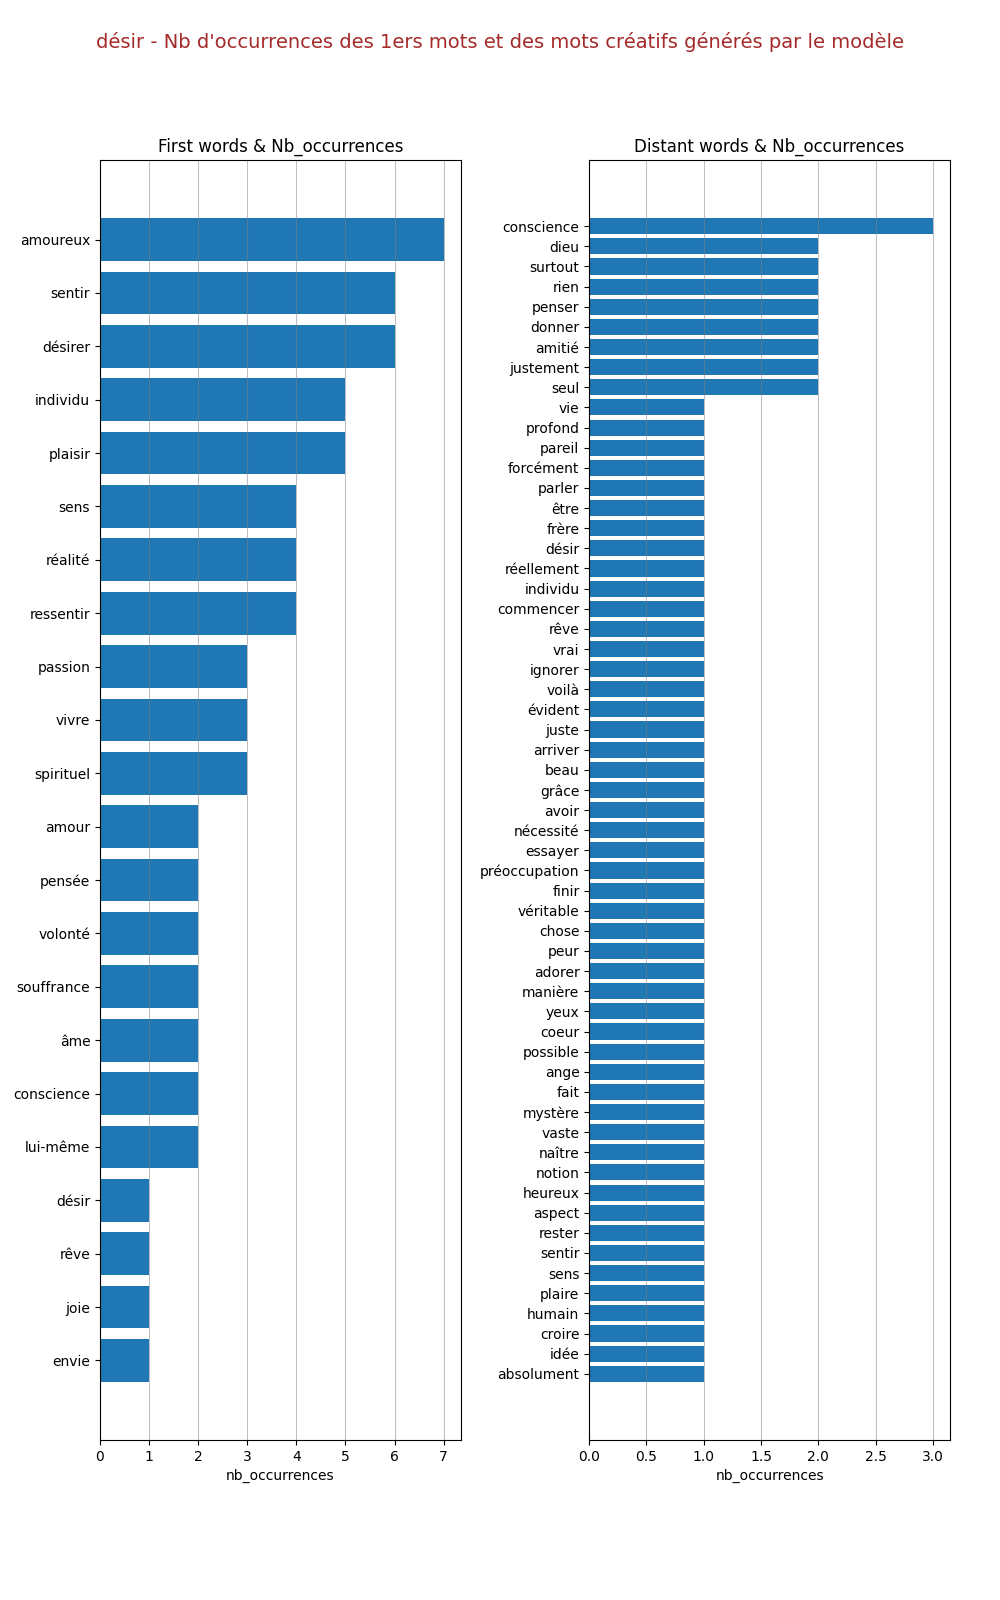 désir - Nb d'occurrences des 1ers mots et des mots créatifs générés par le modèle
First words & Nb_occurrences
amoureux
sentir
désirer
individu
plaisir
sens
réalité
ressentir
passion
vivre
spirituel
amour
pensée
volonté
souffrance
âme
conscience
lui-même
désir
rêve
joie
envie
0 1 2 3 4 5 6 7
nb_occurrences
Distant words & Nb_occurrences
conscience
dieu
surtout
rien
penser
donner
amitié
justement
seul
vie
profond
pareil
forcément
parler
être
frère
désir
réellement
individu
commencer
rêve
vrai
ignorer
voilà
évident
juste
arriver
beau
grâce
avoir
nécessité
essayer
préoccupation
finir
véritable
chose
peur
adorer
manière
yeux
coeur
possible
ange
fait
mystère
vaste
naître
notion
heureux
aspect
rester
sentir
sens
plaire
humain
croire
idée
absolument
0.0 0.5 1.0 1.5 2.0 2.5 3.0
nb_occurrences